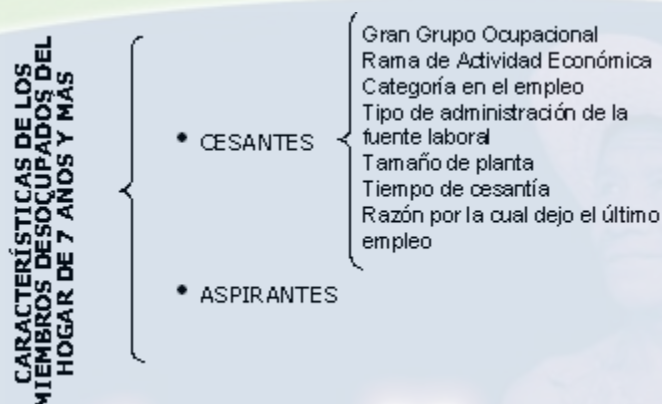 CARACTERÍSTICAS DE LOS
MIEMBROS DESOCUPADOS DEL
HOGAR DE 7 AÑOS Y MAS
• CESANTES
Gran Grupo Ocupacional
Rama de Actividad Económica
Categoría en el empleo
Tipo de administración de la
fuente laboral
Tamaño de planta
Tiempo de cesantía
Razón por la cual dejo el último
empleo
• ASPIRANTES